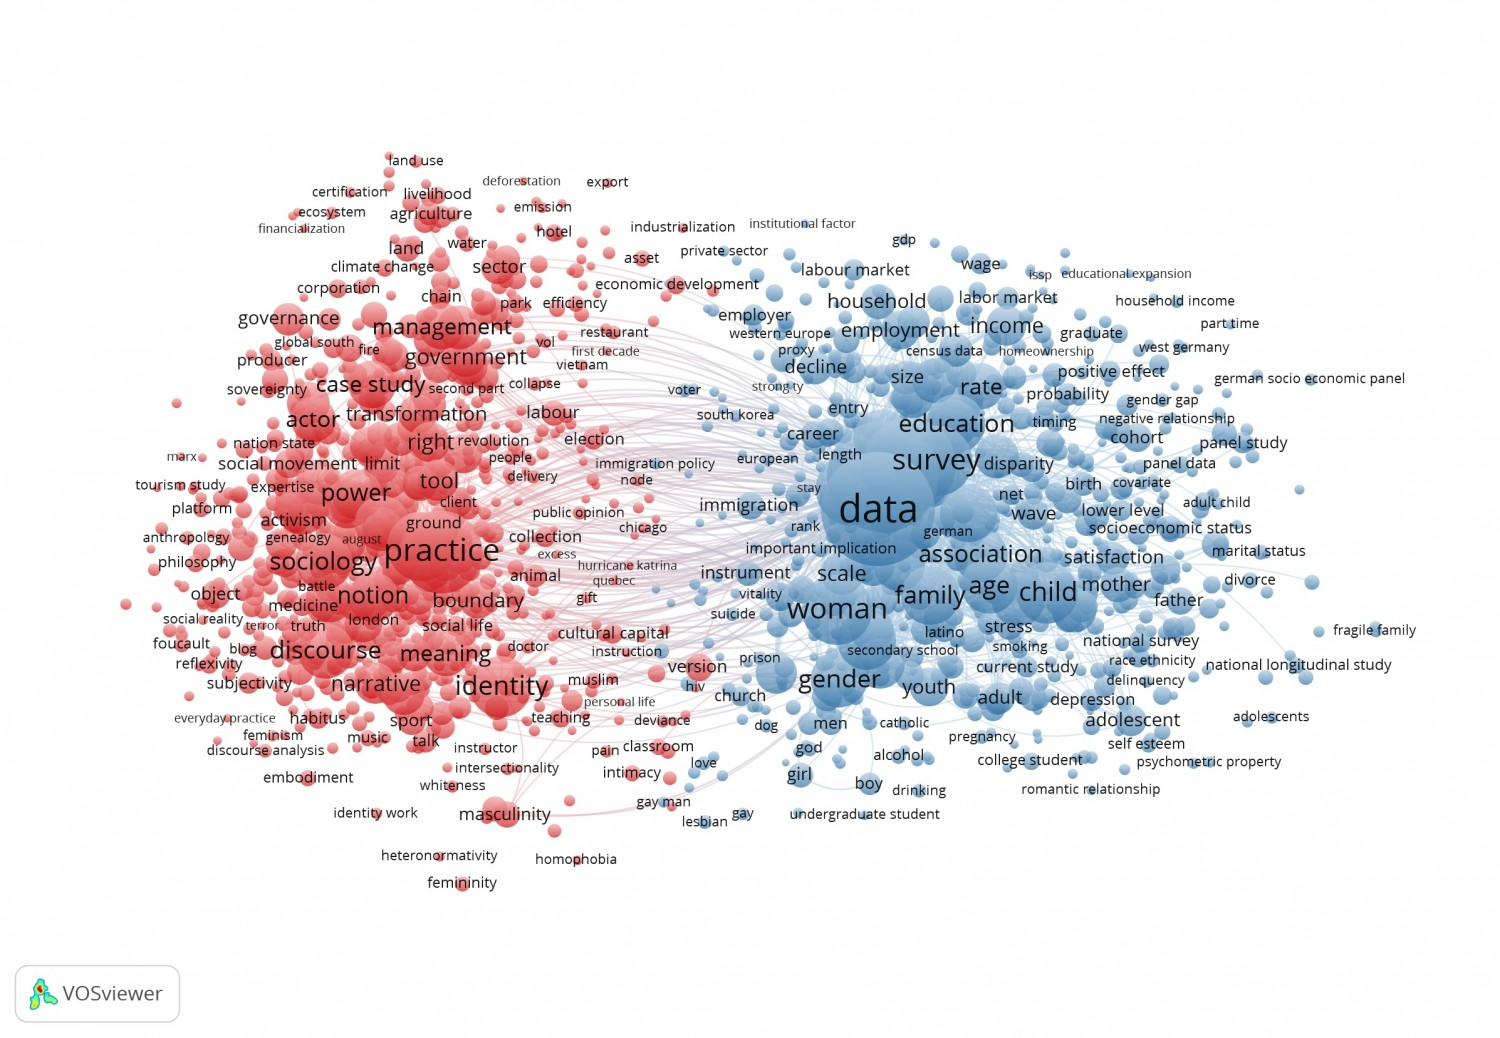 land use
deforestation
export
certification
livelihood
ecosystem
agriculture
emission
financialization
hotel
industrialization
institutional factor
land
water
private sector
gdp
asset
climate change
sector
labour market
wage
issp
educational expansion
corporation
chain
economic development
park
efficiency
household
labor market
household income
governance
management
employer
part time
restaurant
western europe
employment
income
graduate
global south
fire
vol
first decade
proxy
census data
homeownership
west germany
producer
government
vietnam
decline
positive effect
sovereignty
case study
second part
collapse
voter
strong ty
size
rate
probability
german socio economic panel
actor
transformation
labour
south korea
entry
gender gap
education
timing
negative relationship
nation state
right
revolution
election
career
cohort
panel study
marx
social movement
limit
people
immigration policy
european
length
survey
disparity
panel data
tourism study
expertise
power
tool
delivery
node
stay
net
birth
covariate
platform
client
public opinion
immigration
data
wave
lower level
adult child
activism
ground
chicago
rank
german
socioeconomic status
anthropology
genealogy
august
practice
collection
important implication
association
satisfaction
marital status
philosophy
sociology
excess
hurricane katrina
quebec
animal
instrument
scale
age
child
mother
divorce
battle
object
medicine
notion
boundary
gift
vitality
woman
family
father
social reality
terror
truth
london
social life
suicide
cultural capital
latino
stress
fragile family
foucault
blog
discourse
meaning
doctor
instruction
secondary school
smoking
national survey
reflexivity
version
prison
current study
race ethnicity
national longitudinal study
subjectivity
narrative
identity
muslim
hiv
church
gender
youth
adult
depression
delinquency
personal life
everyday practice
habitus
sport
teaching
deviance
dog
men
catholic
adolescent
adolescents
feminism
music
talk
discourse analysis
instructor
pain
classroom
god
alcohol
pregnancy
self esteem
intersectionality
intimacy
love
college student
psychometric property
embodiment
whiteness
girl
boy
drinking
romantic relationship
identity work
masculinity
gay man
lesbian
gay
undergraduate student
heteronormativity
homophobia
femininity
VOSviewer